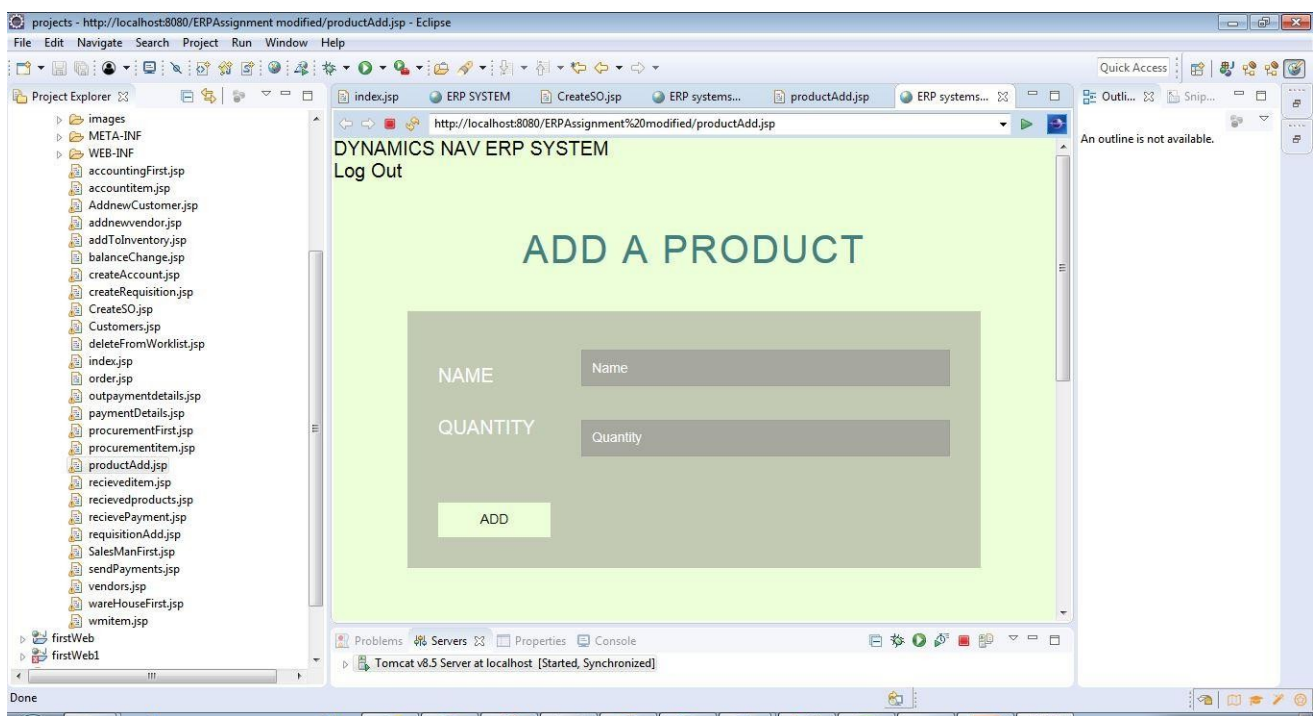 projects - http://localhost:8080/ERPAssignment modified/productAdd.jsp - Eclipse
File Edit Navigate Search Project Run Window Help
Quick Access
Project Explorer
images
META-INF
WEB-INF
accountingFirst.jsp
accountitem.jsp
AddnewCustomer.jsp
addnewvendor.jsp
addToInventory.jsp
balanceChange.jsp
createAccount.jsp
createRequisition.jsp
CreateSO.jsp
Customers.jsp
deleteFromWorklist.jsp
index.jsp
order.jsp
outpaymentdetails.jsp
paymentDetails.jsp
procurementFirst.jsp
procurementitem.jsp
productAdd.jsp
recieveditem.jsp
recievedproducts.jsp
recievePayment.jsp
requisitionAdd.jsp
SalesManFirst.jsp
sendPayments.jsp
vendors.jsp
wareHouseFirst.jsp
wmitem.jsp
firstWeb
firstWeb1
index.jsp ERP SYSTEM CreateSO.jsp ERP systems... productAdd.jsp ERP systems...
http://localhost:8080/ERPAssignment%20modified/productAdd.jsp
DYNAMICS NAV ERP SYSTEM
Log Out
ADD A PRODUCT
NAME Name
QUANTITY Quantity
ADD
Problems Servers Properties Console
Tomcat v8.5 Server at localhost [Started, Synchronized]
Outli... Snip...
An outline is not available.
Done